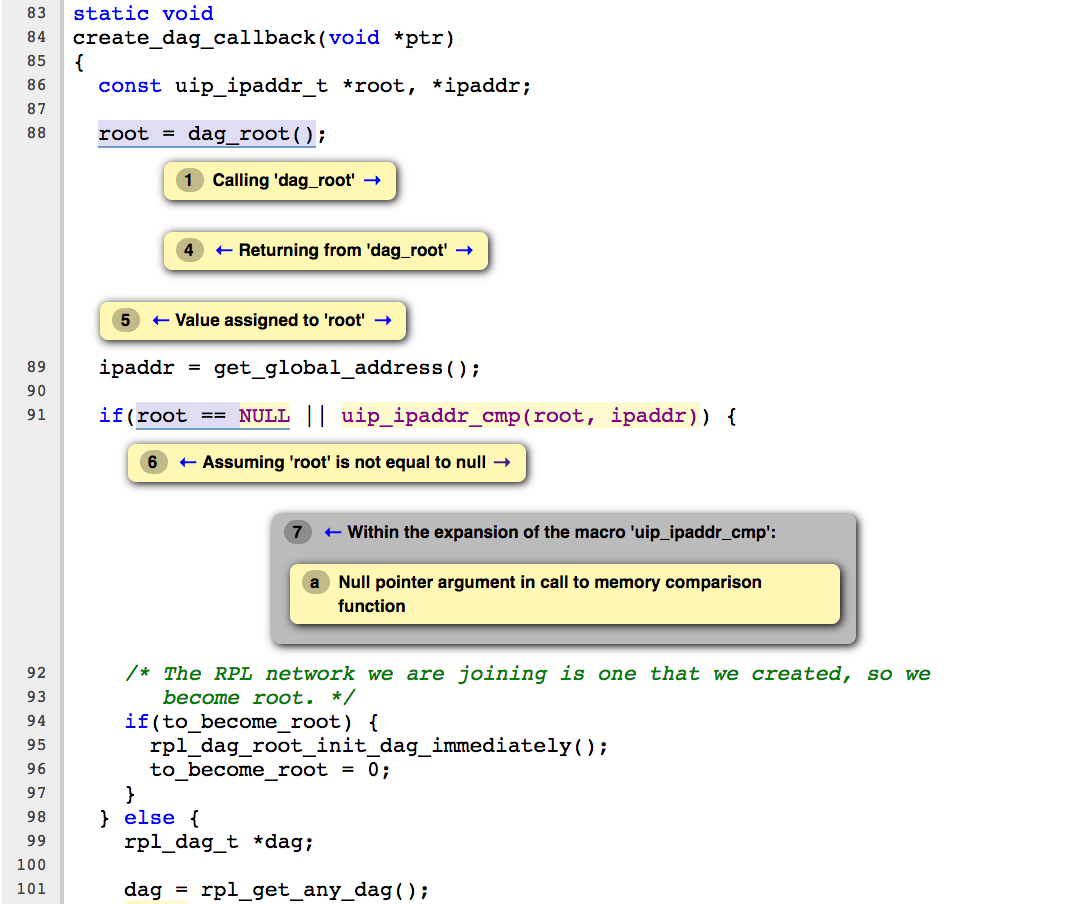 83 static void
84 create_dag_callback(void *ptr)
85 {
86 const uip_ipaddr_t *root, *ipaddr;
87
88 root = dag_root();
1 Calling 'dag_root' →
4 ← Returning from 'dag_root' →
5 ← Value assigned to 'root' →
89 ipaddr = get_global_address();
90
91 if(root == NULL || uip_ipaddr_cmp(root, ipaddr)) {
6 ← Assuming 'root' is not equal to null →
7 ← Within the expansion of the macro 'uip_ipaddr_cmp':
a Null pointer argument in call to memory comparison
function
92 /* The RPL network we are joining is one that we created, so we
93 become root. */
94 if(to_become_root) {
95 rpl_dag_root_init_dag_immediately();
96 to_become_root = 0;
97 }
98 } else {
99 rpl_dag_t *dag;
100
101 dag = rpl_get_any_dag();